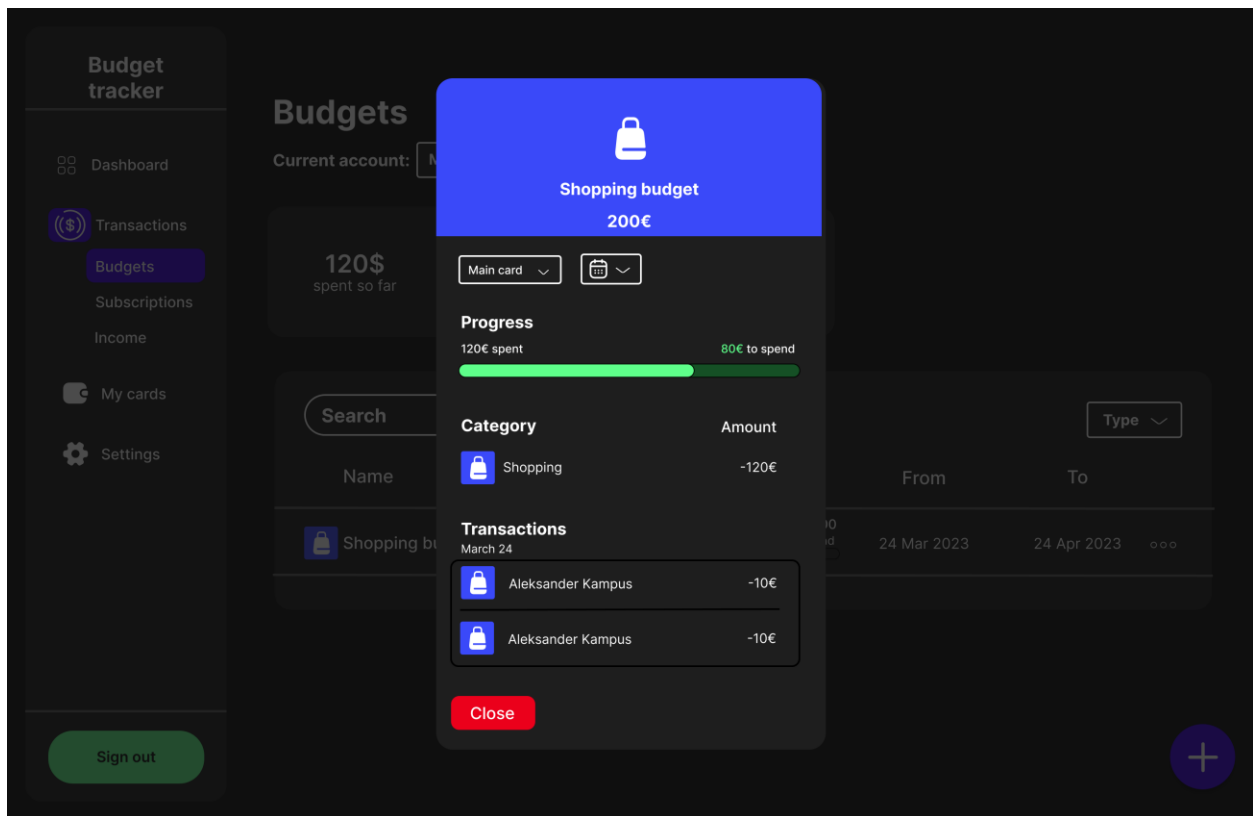 Budget
tracker
Dashboard
Transactions
Budgets
Subscriptions
Income
My cards
Settings
Sign out
Budgets
Current account:
120$
spent so far
Search
Type
Name
From
To
Shopping
24 Mar 2023
24 Apr 2023
Shopping budget
200€
Main card
Progress
120€ spent
80€ to spend
Category
Amount
Shopping
-120€
Transactions
March 24
Aleksander Kampus
-10€
Aleksander Kampus
-10€
Close